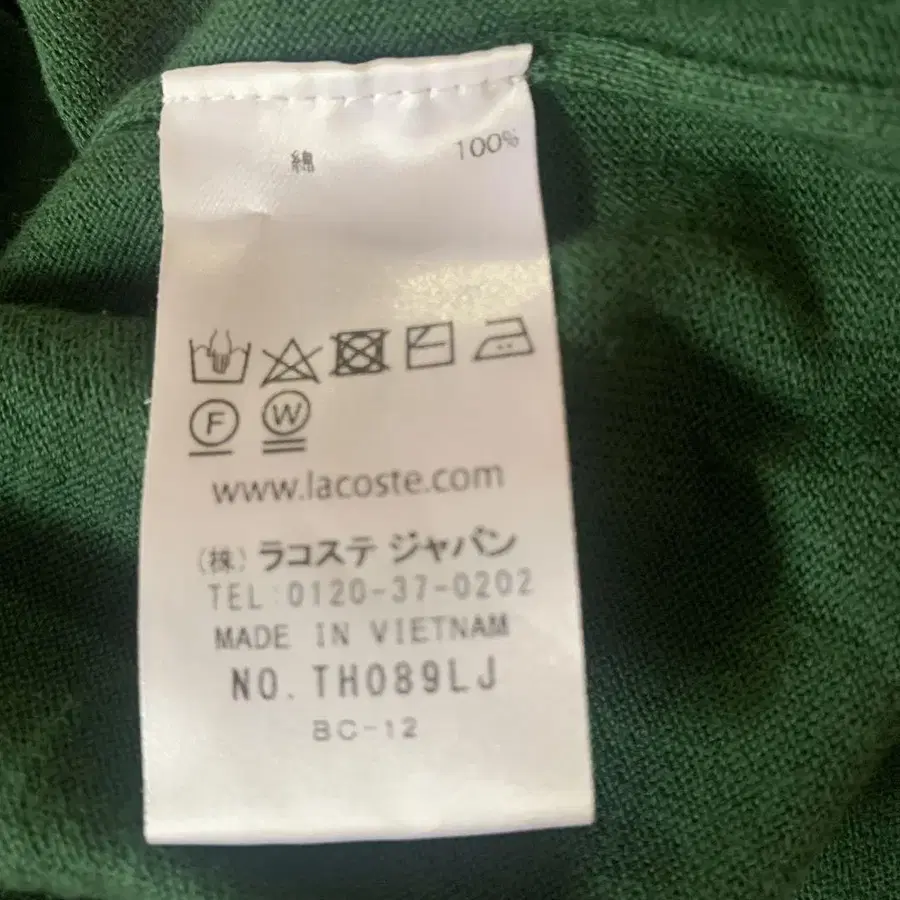 綿 100%
F W
www.lacoste.com
(株) ラコステ ジャパン
TEL:0120-37-0202
MADE IN VIETNAM
NO. TH089LJ
BC-12